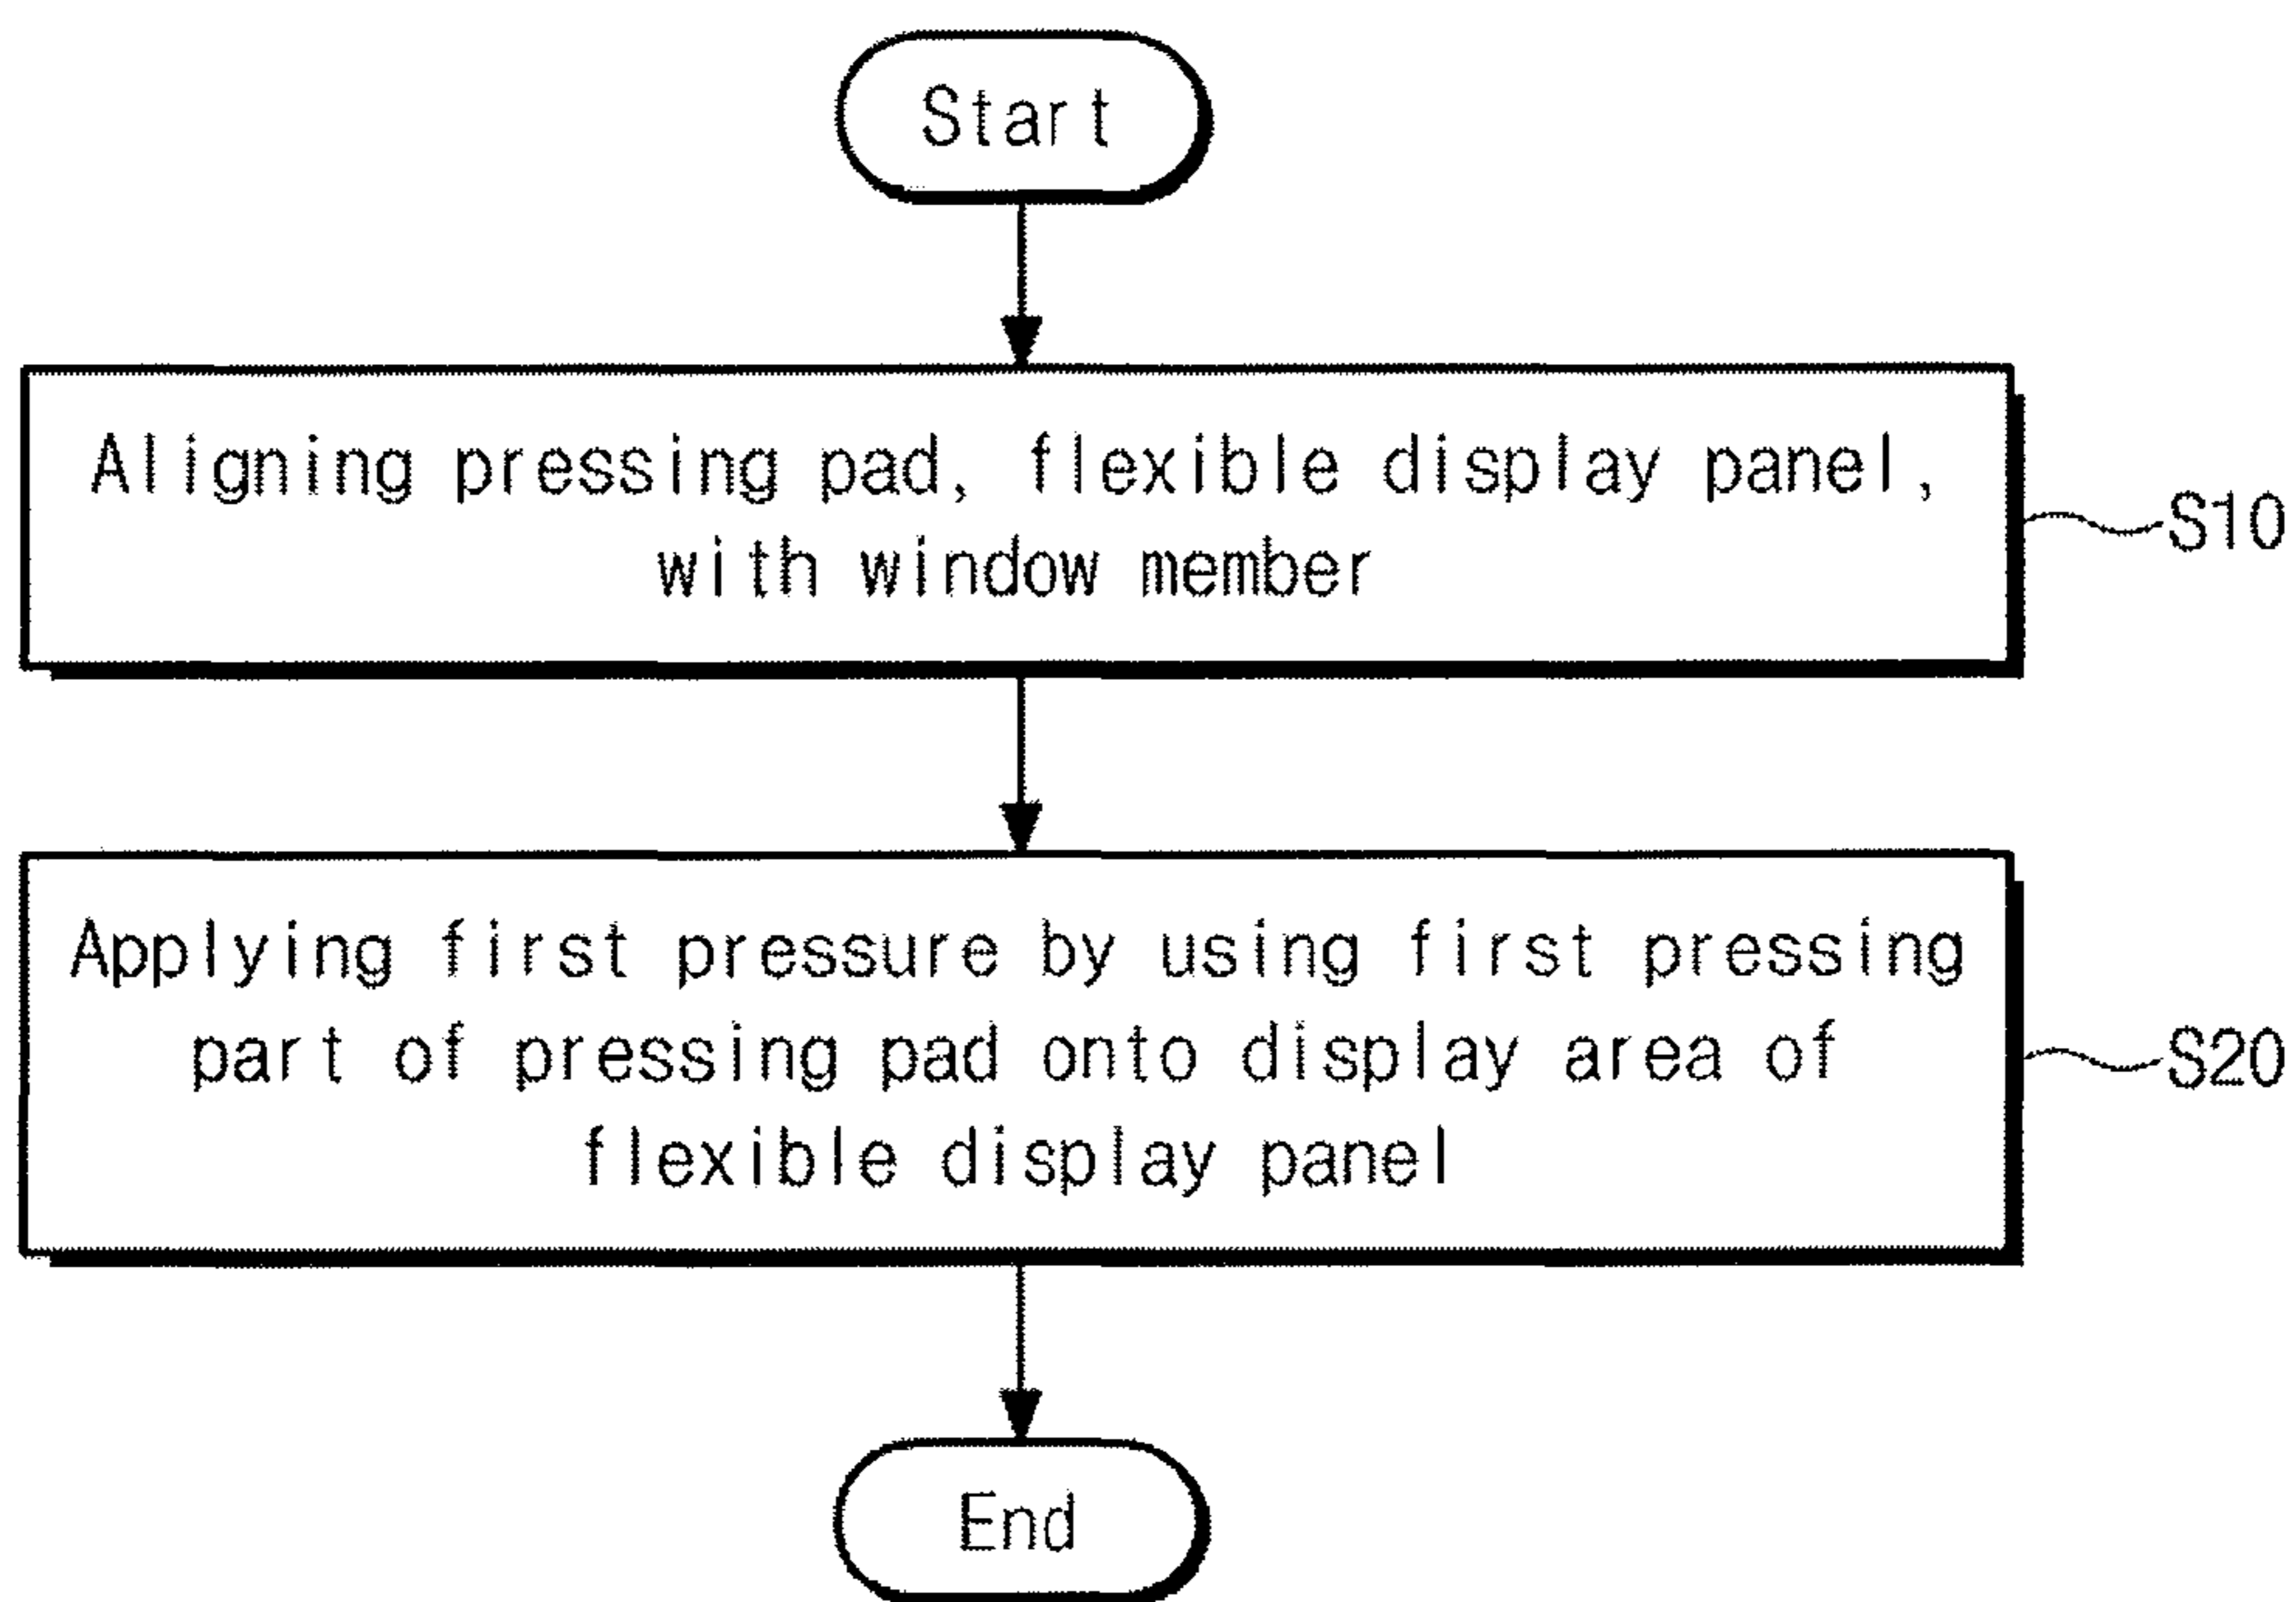 Start
Aligning pressing pad, flexible display panel,
with window member
S10
Applying first pressure by using first pressing
part of pressing pad onto display area of
flexible display panel
S20
End